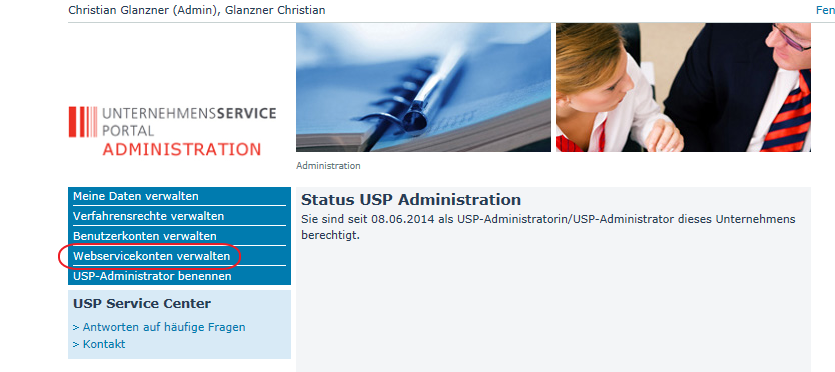 Christian Glanzner (Admin), Glanzner Christian
Fen
UNTERNEHMENSSERVICE
PORTAL
ADMINISTRATION
Administration
Meine Daten verwalten
Verfahrensrechte verwalten
Benutzerkonten verwalten
Webservicekonten verwalten
USP-Administrator benennen
USP Service Center
> Antworten auf häufige Fragen
> Kontakt
Status USP Administration
Sie sind seit 08.06.2014 als USP-Administratorin/USP-Administrator dieses Unternehmens
berechtigt.